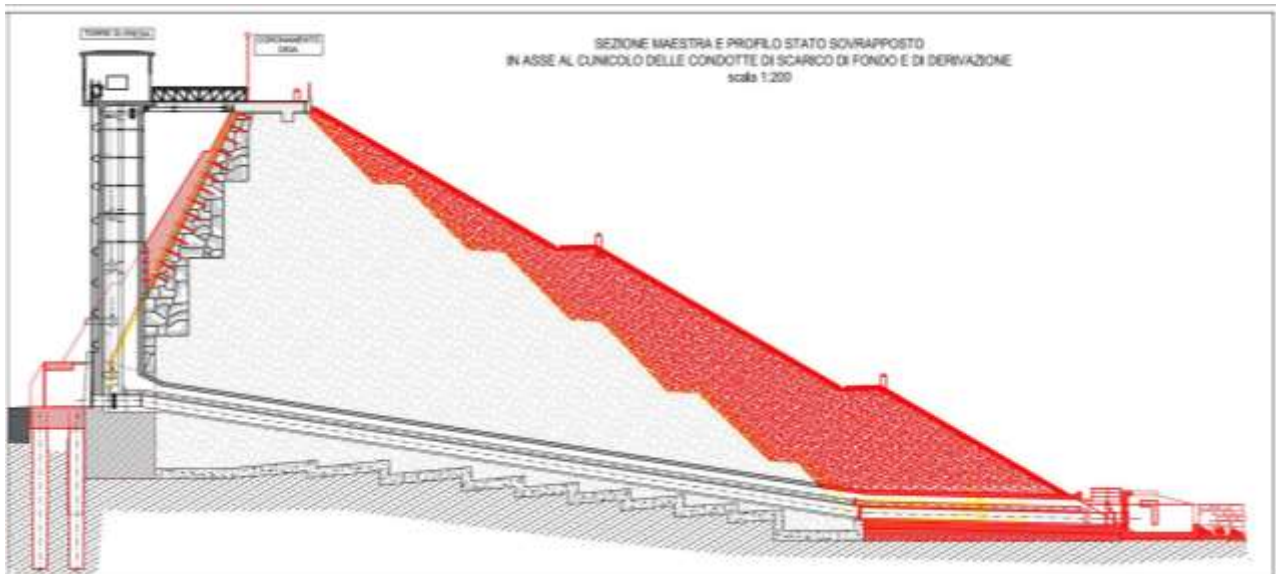 TORRE DI PRESA
CORONAMENTO
DIGA
SEZIONE MAESTRA E PROFILO STATO SOVRAPPOSTO
IN ASSE AL CUNICOLO DELLE CONDOTTE DI SCARICO DI FONDO E DI DERIVAZIONE
scala 1:200